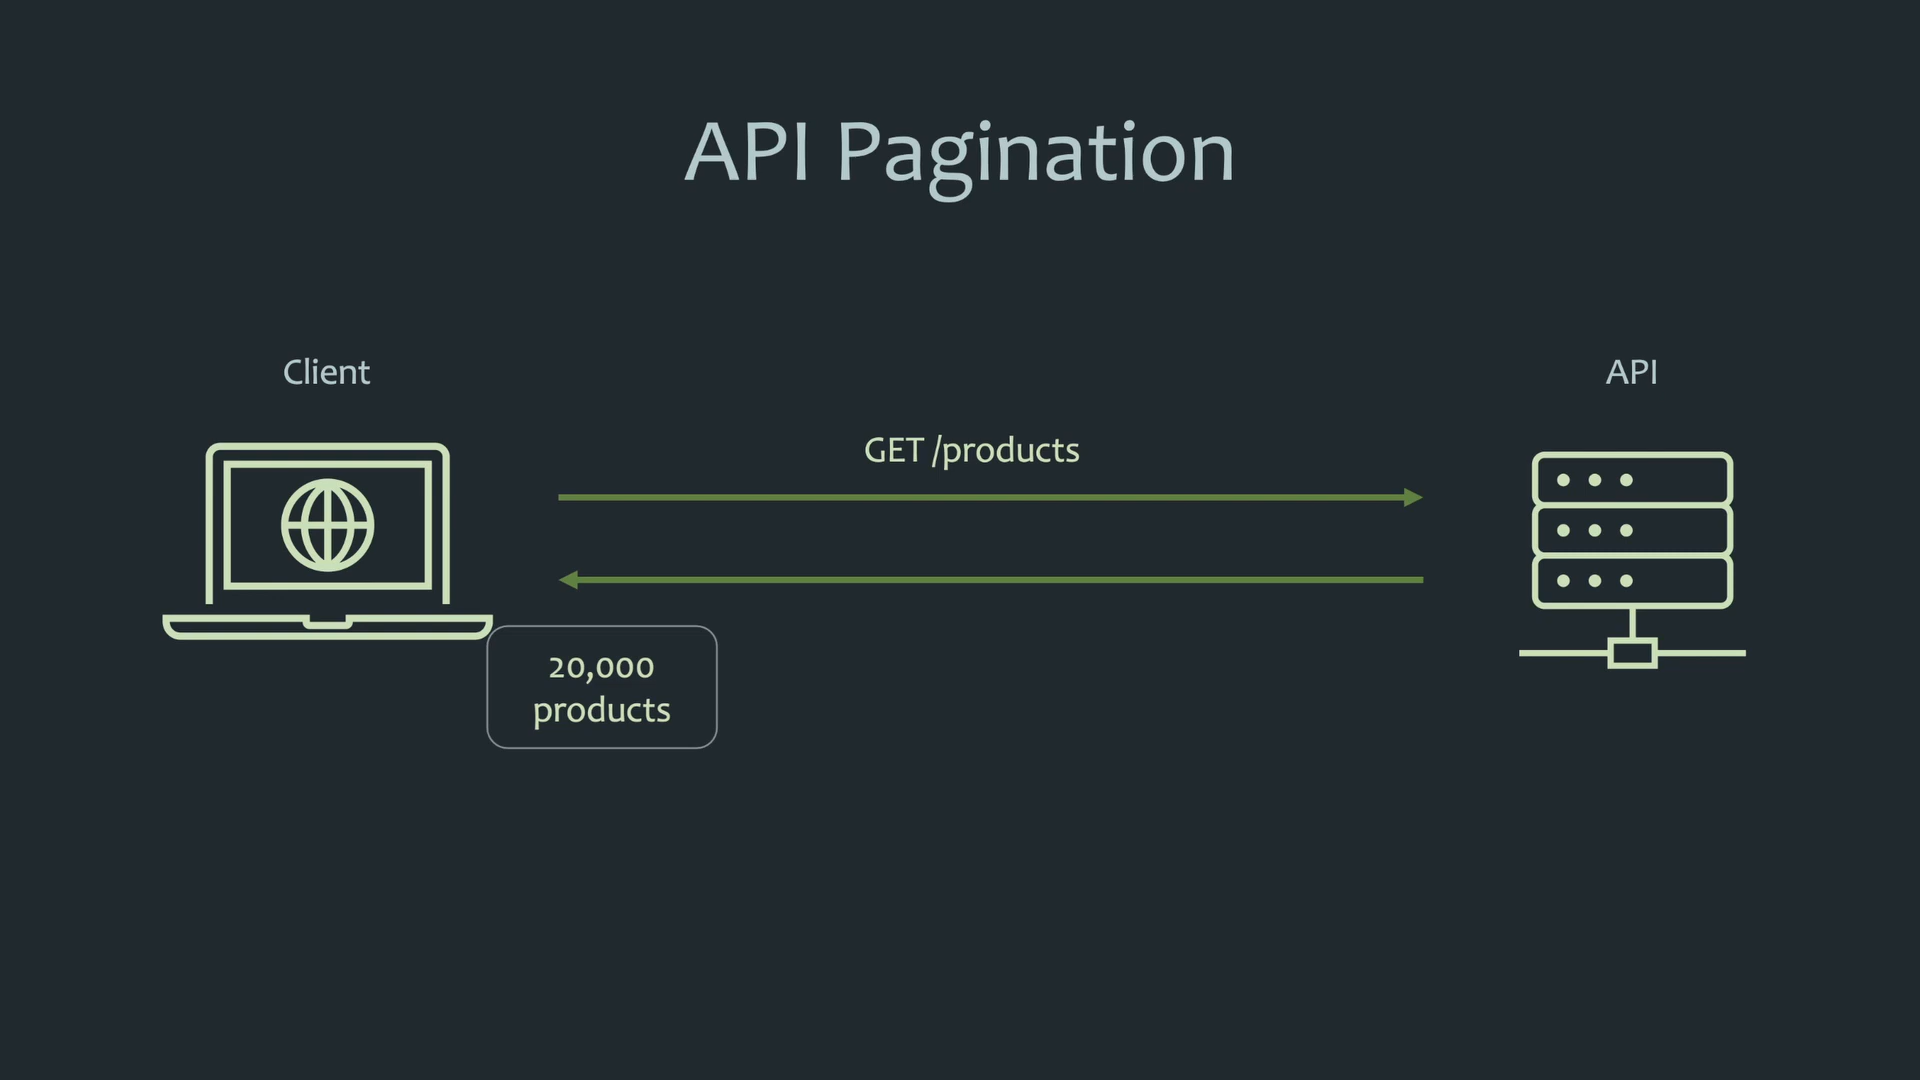 API Pagination
Client
API
GET /products
20,000
products